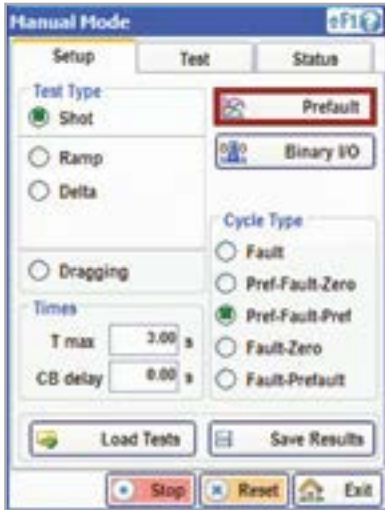 Manual Mode eF1
Setup Test Status
Test Type
Shot
Prefault
Ramp
Binary I/O
Delta
Cycle Type
Fault
Dragging
Pref-Fault-Zero
Times
Pref-Fault-Pref
T max 3.00 s
Fault-Zero
CB delay 0.00 s
Fault-Prefault
Load Tests Save Results
Stop Reset Exit